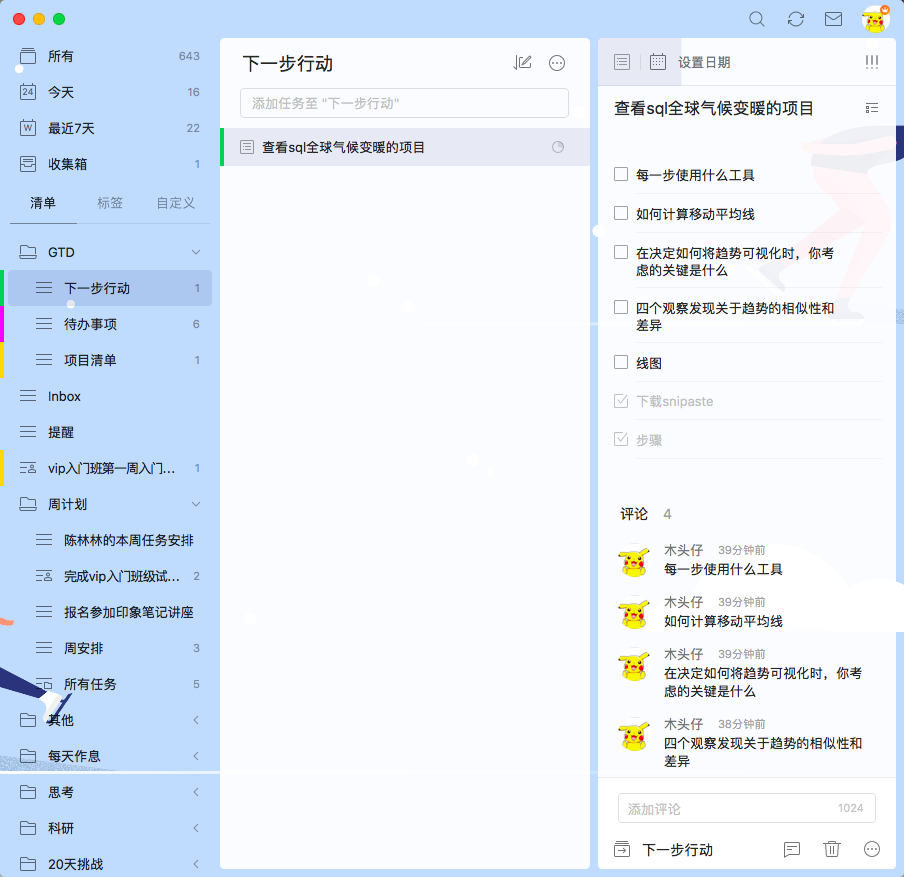 所有 643
24 今天 16
W 最近7天 22
收集箱 1
清单 标签 自定义
GTD
下一步行动 1
待办事项 6
项目清单 1
Inbox
提醒
vip入门班第一周入门... 1
周计划
陈林林的本周任务安排
完成vip入门班级试... 2
报名参加印象笔记讲座
周安排 3
所有任务 5
其他
每天作息
思考
科研
20天挑战
下一步行动
添加任务至 "下一步行动"
查看sql全球气候变暖的项目
设置日期 !!!
查看sql全球气候变暖的项目
每一步使用什么工具
如何计算移动平均线
在决定如何将趋势可视化时，你考
虑的关键是什么
四个观察发现关于趋势的相似性和
差异
线图
下载snipaste
步骤
评论 4
木头仔 39分钟前
每一步使用什么工具
木头仔 39分钟前
如何计算移动平均线
木头仔 39分钟前
在决定如何将趋势可视化时，你考
虑的关键是什么
木头仔 38分钟前
四个观察发现关于趋势的相似性和
差异
添加评论 1024
下一步行动